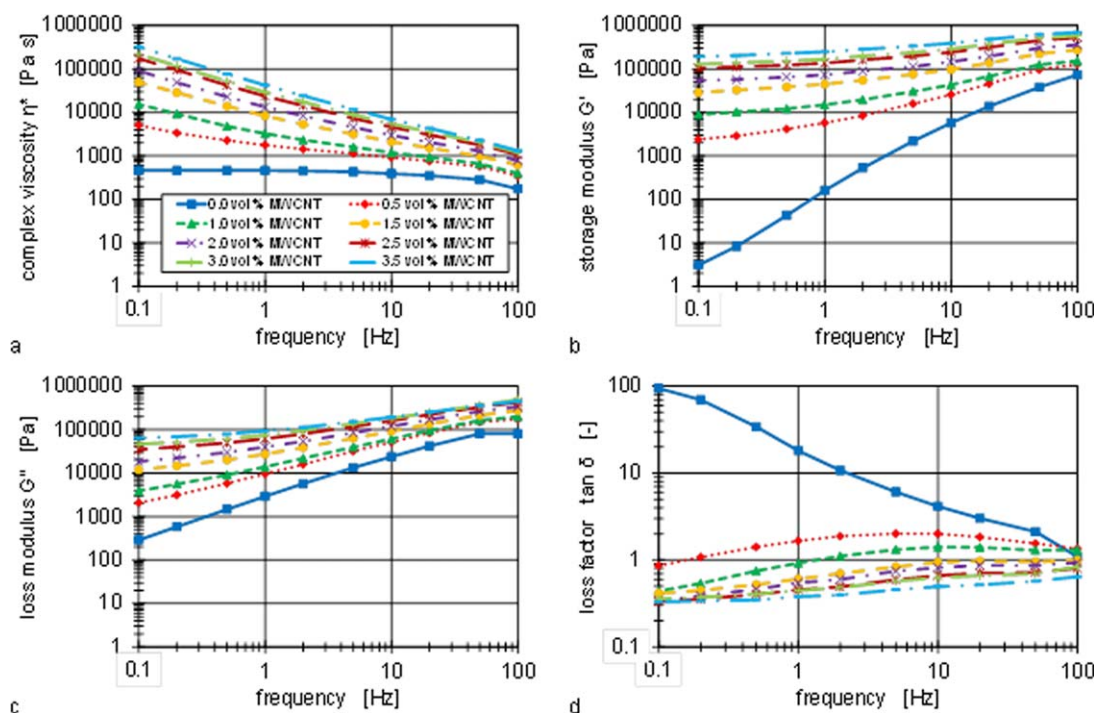 1000000
100000
10000
1000
100
10
1
complex viscosity η* [Pa s]
0.0 vol% MWCNT 0.5 vol% MWCNT
1.0 vol% MWCNT 1.5 vol% MWCNT
2.0 vol% MWCNT 2.5 vol% MWCNT
3.0 vol% MWCNT 3.5 vol% MWCNT
0.1 1 10 100
frequency [Hz]
a
1000000
100000
10000
1000
100
10
1
storage modulus G' [Pa]
0.1 1 10 100
frequency [Hz]
b
1000000
100000
10000
1000
100
10
1
loss modulus G" [Pa]
0.1 1 10 100
frequency [Hz]
c
100
10
1
0.1
loss factor tan δ [-]
0.1 1 10 100
frequency [Hz]
d